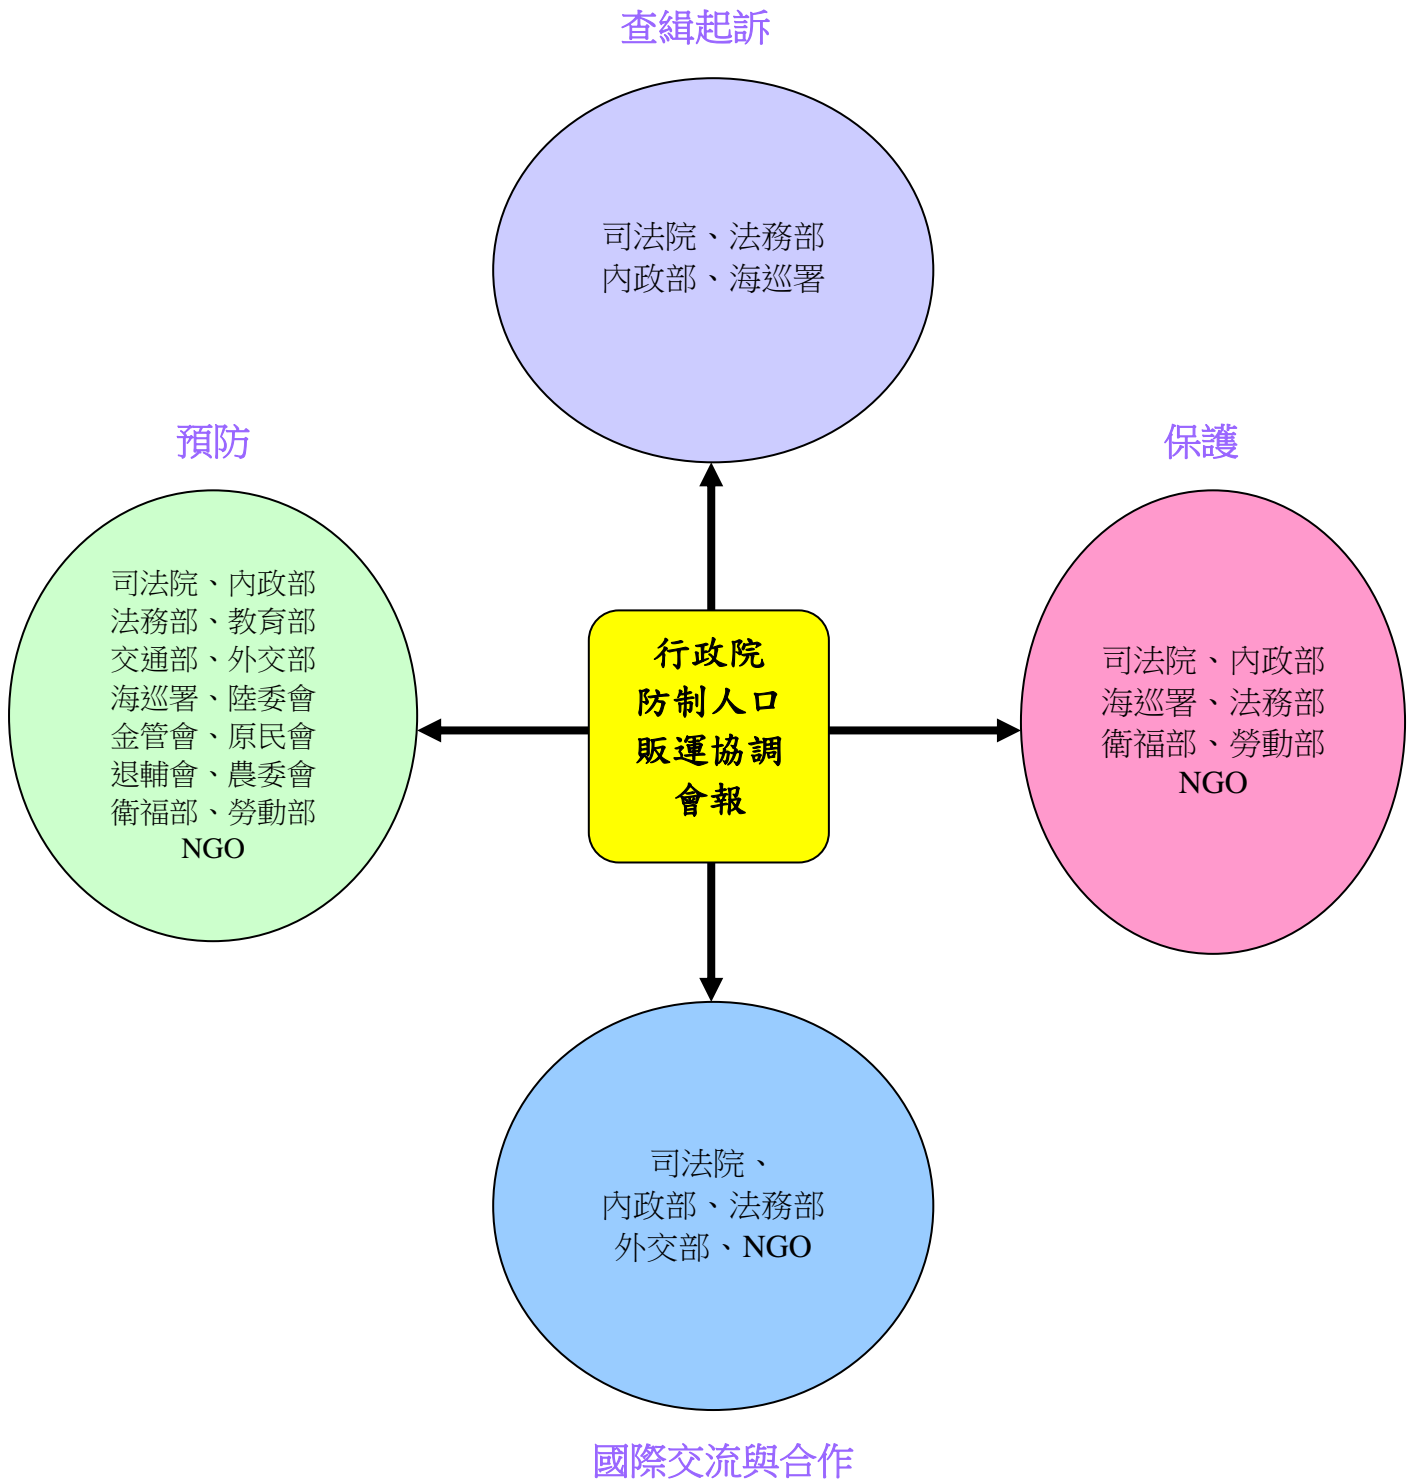 查緝起訴
司法院、法務部
內政部、海巡署
預防
司法院、內政部
法務部、教育部
交通部、外交部
海巡署、陸委會
金管會、原民會
退輔會、農委會
衛福部、勞動部
NGO
行政院
防制人口
販運協調
會報
保護
司法院、內政部
海巡署、法務部
衛福部、勞動部
NGO
司法院、
內政部、法務部
外交部、NGO
國際交流與合作